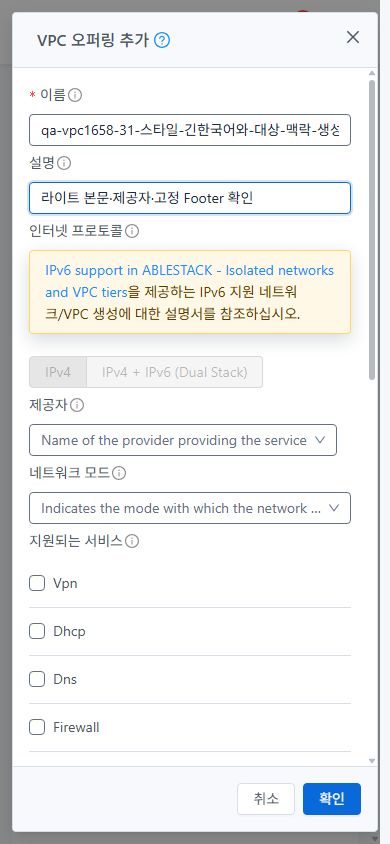 VPC 오퍼링 추가
* 이름
qa-vpc1658-31-스타일-긴한국어와-대상-맥락-생성
설명
라이트 본문·제공자·고정 Footer 확인
인터넷 프로토콜
IPv6 support in ABLESTACK - Isolated networks
and VPC tiers을 제공하는 IPv6 지원 네트워
크/VPC 생성에 대한 설명서를 참조하십시오.
IPv4 IPv4 + IPv6 (Dual Stack)
제공자
Name of the provider providing the service
네트워크 모드
Indicates the mode with which the network ...
지원되는 서비스
Vpn
Dhcp
Dns
Firewall
취소 확인